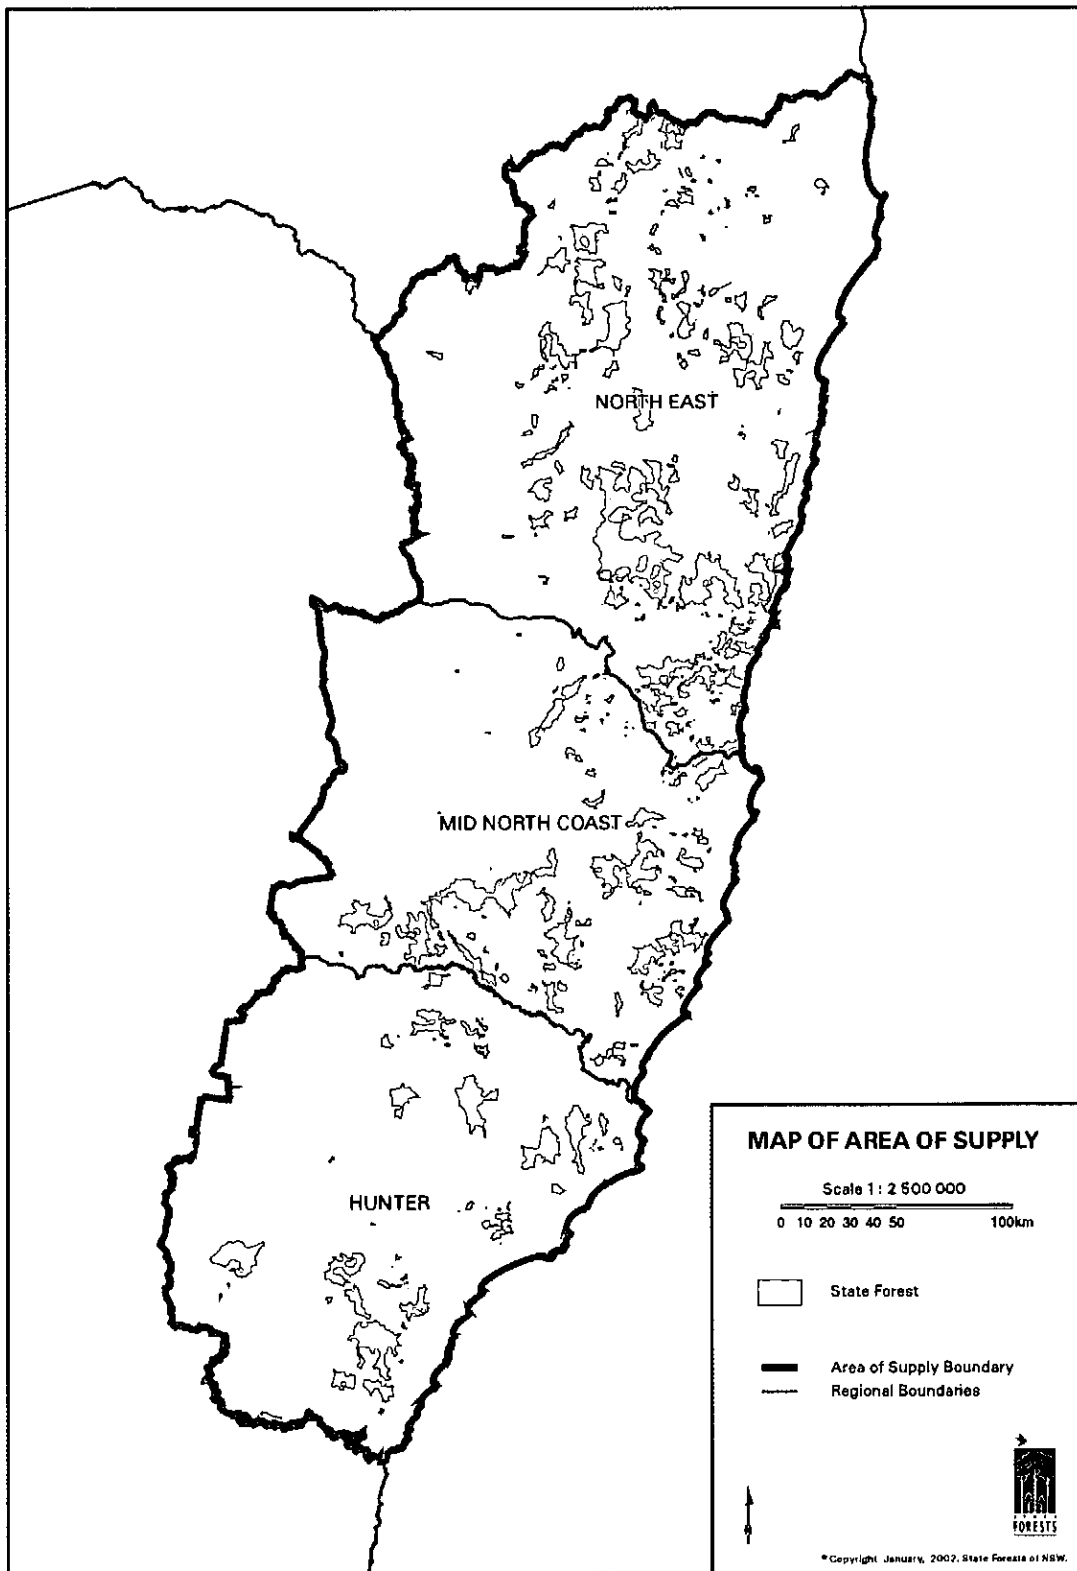 NORTH EAST
MID NORTH COAST
HUNTER
MAP OF AREA OF SUPPLY
Scale 1 : 2 500 000
0 10 20 30 40 50 100km
State Forest
Area of Supply Boundary
Regional Boundaries
STATE
FORESTS
© Copyright January, 2002. State Forests of NSW.